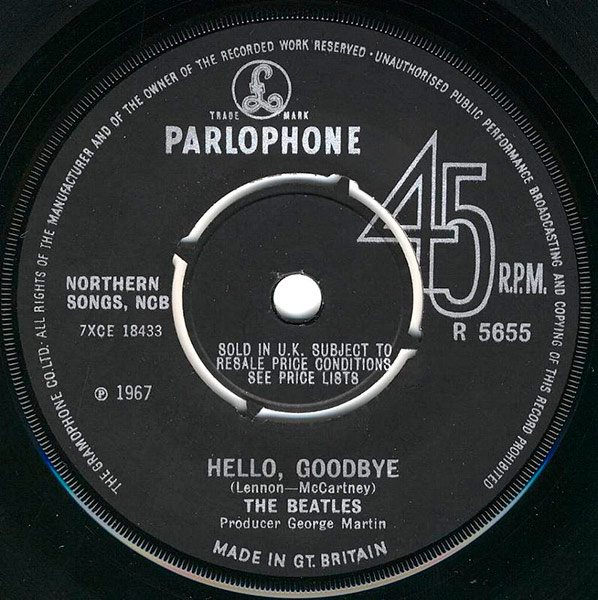 THE GRAMOPHONE CO. LTD. · ALL RIGHTS OF THE MANUFACTURER AND OF THE OWNER OF THE RECORDED WORK RESERVED · UNAUTHORISED PUBLIC PERFORMANCE BROADCASTING AND COPYING OF THIS RECORD PROHIBITED
£
TRADE MARK
PARLOPHONE
45
R.P.M.
NORTHERN
SONGS, NCB
7XCE 18433
R 5655
SOLD IN U.K. SUBJECT TO
RESALE PRICE CONDITIONS
SEE PRICE LISTS
℗ 1967
HELLO, GOODBYE
(Lennon—McCartney)
THE BEATLES
Producer George Martin
MADE IN GT. BRITAIN